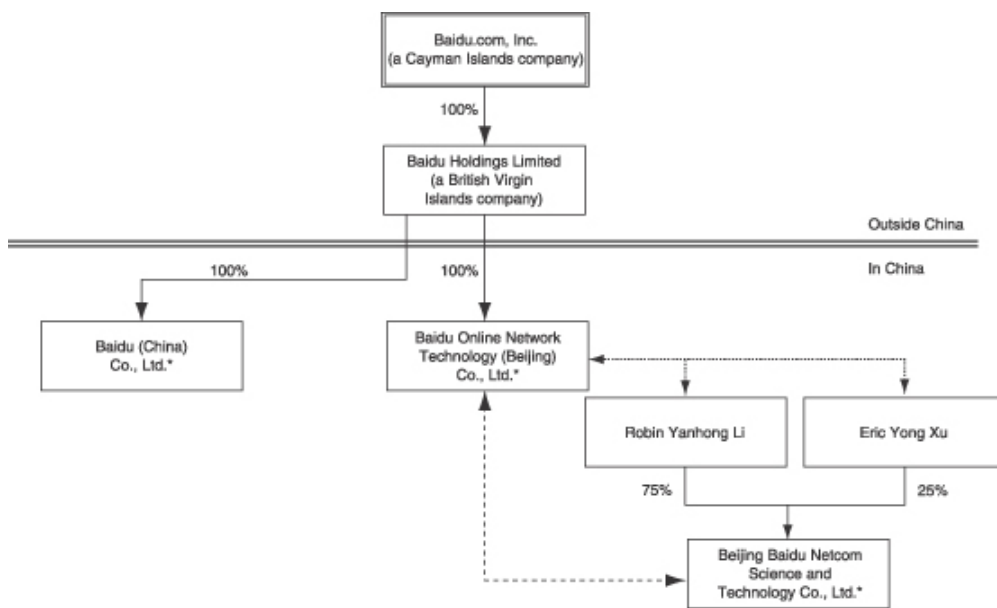 Baidu.com, Inc.
(a Cayman Islands company)
100%
Baidu Holdings Limited
(a British Virgin
Islands company)
Outside China
100%
100%
In China
Baidu (China)
Co., Ltd.*
Baidu Online Network
Technology (Beijing)
Co., Ltd.*
Robin Yanhong Li
Eric Yong Xu
75%
25%
Beijing Baidu Netcom
Science and
Technology Co., Ltd.*